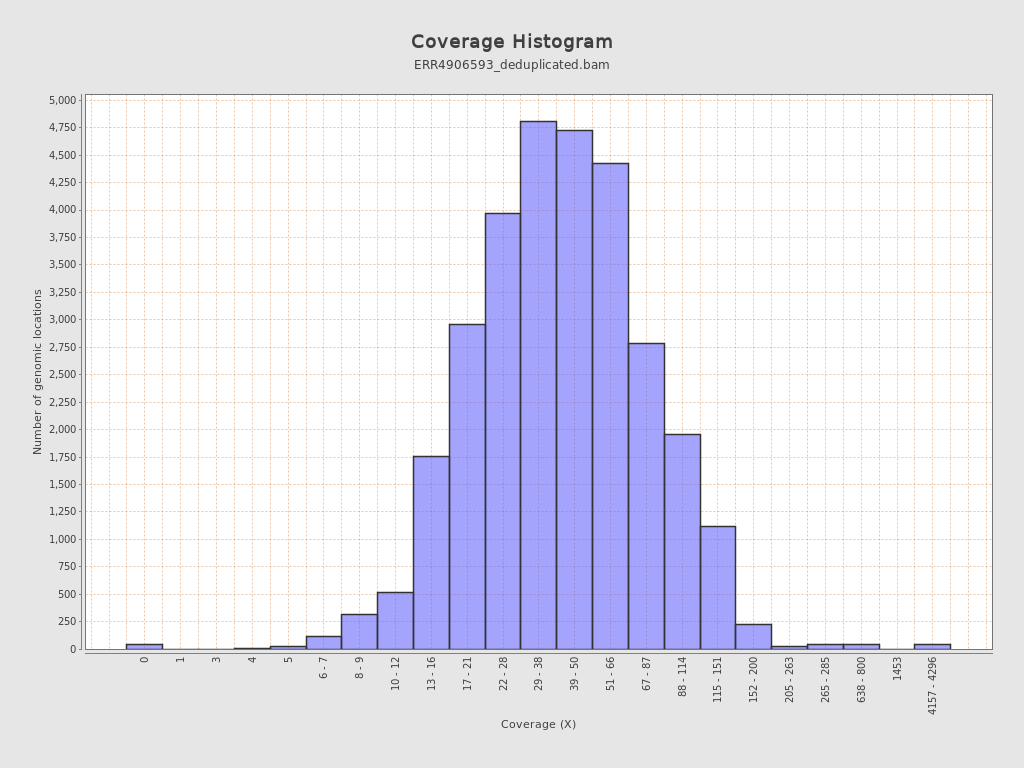 Coverage Histogram
ERR4906593_deduplicated.bam
Number of genomic locations
5,000
4,750
4,500
4,250
4,000
3,750
3,500
3,250
3,000
2,750
2,500
2,250
2,000
1,750
1,500
1,250
1,000
750
500
250
0
0
1
3
4
5
6 - 7
8 - 9
10 - 12
13 - 16
17 - 21
22 - 28
29 - 38
39 - 50
51 - 66
67 - 87
88 - 114
115 - 151
152 - 200
205 - 263
265 - 285
638 - 800
1453
4157 - 4296
Coverage (X)